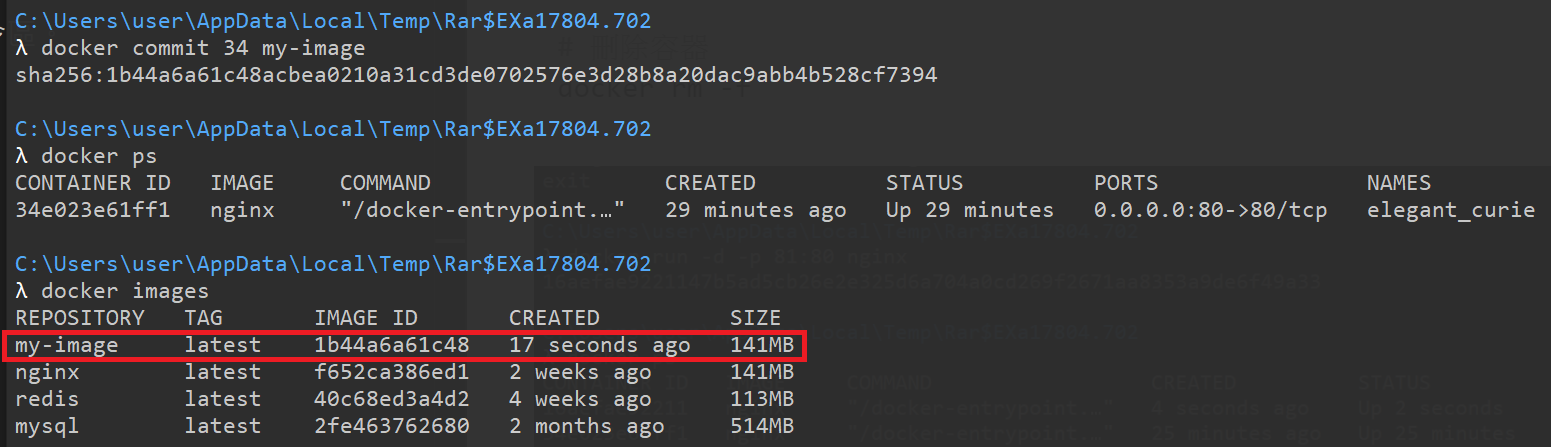 C:\Users\user\AppData\Local\Temp\Rar$EXa17804.702
λ docker commit 34 my-image
sha256:1b44a6a61c48acbea0210a31cd3de0702576e3d28b8a20dac9abb4b528cf7394
C:\Users\user\AppData\Local\Temp\Rar$EXa17804.702
λ docker ps
CONTAINER ID IMAGE COMMAND CREATED STATUS PORTS NAMES
34e023e61ff1 nginx "/docker-entrypoint.…" 29 minutes ago Up 29 minutes 0.0.0.0:80->80/tcp elegant_curie
C:\Users\user\AppData\Local\Temp\Rar$EXa17804.702
λ docker images
REPOSITORY TAG IMAGE ID CREATED SIZE
my-image latest 1b44a6a61c48 17 seconds ago 141MB
nginx latest f652ca386ed1 2 weeks ago 141MB
redis latest 40c68ed3a4d2 4 weeks ago 113MB
mysql latest 2fe463762680 2 months ago 514MB